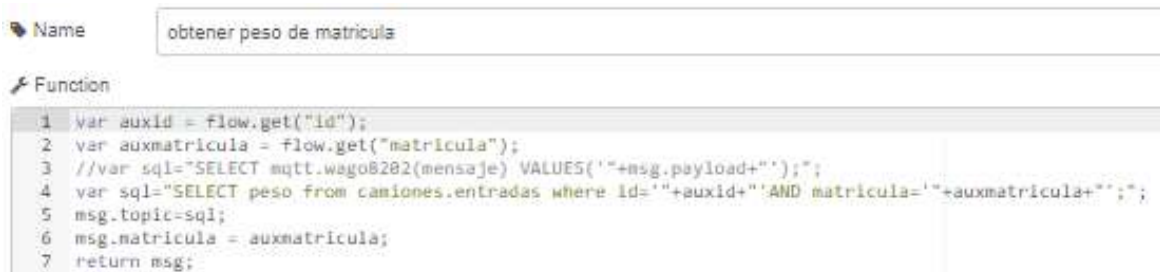 Name
obtener peso de matricula
Function
1 var auxid = flow.get("id");
2 var auxmatricula = flow.get("matricula");
3 //var sql="SELECT mqtt.wago8202(mensaje) VALUES('"+msg.payload+"');";
4 var sql="SELECT peso from camiones.entradas where id='"+auxid+"'AND matricula='"+auxmatricula+"';";
5 msg.topic=sql;
6 msg.matricula = auxmatricula;
7 return msg;